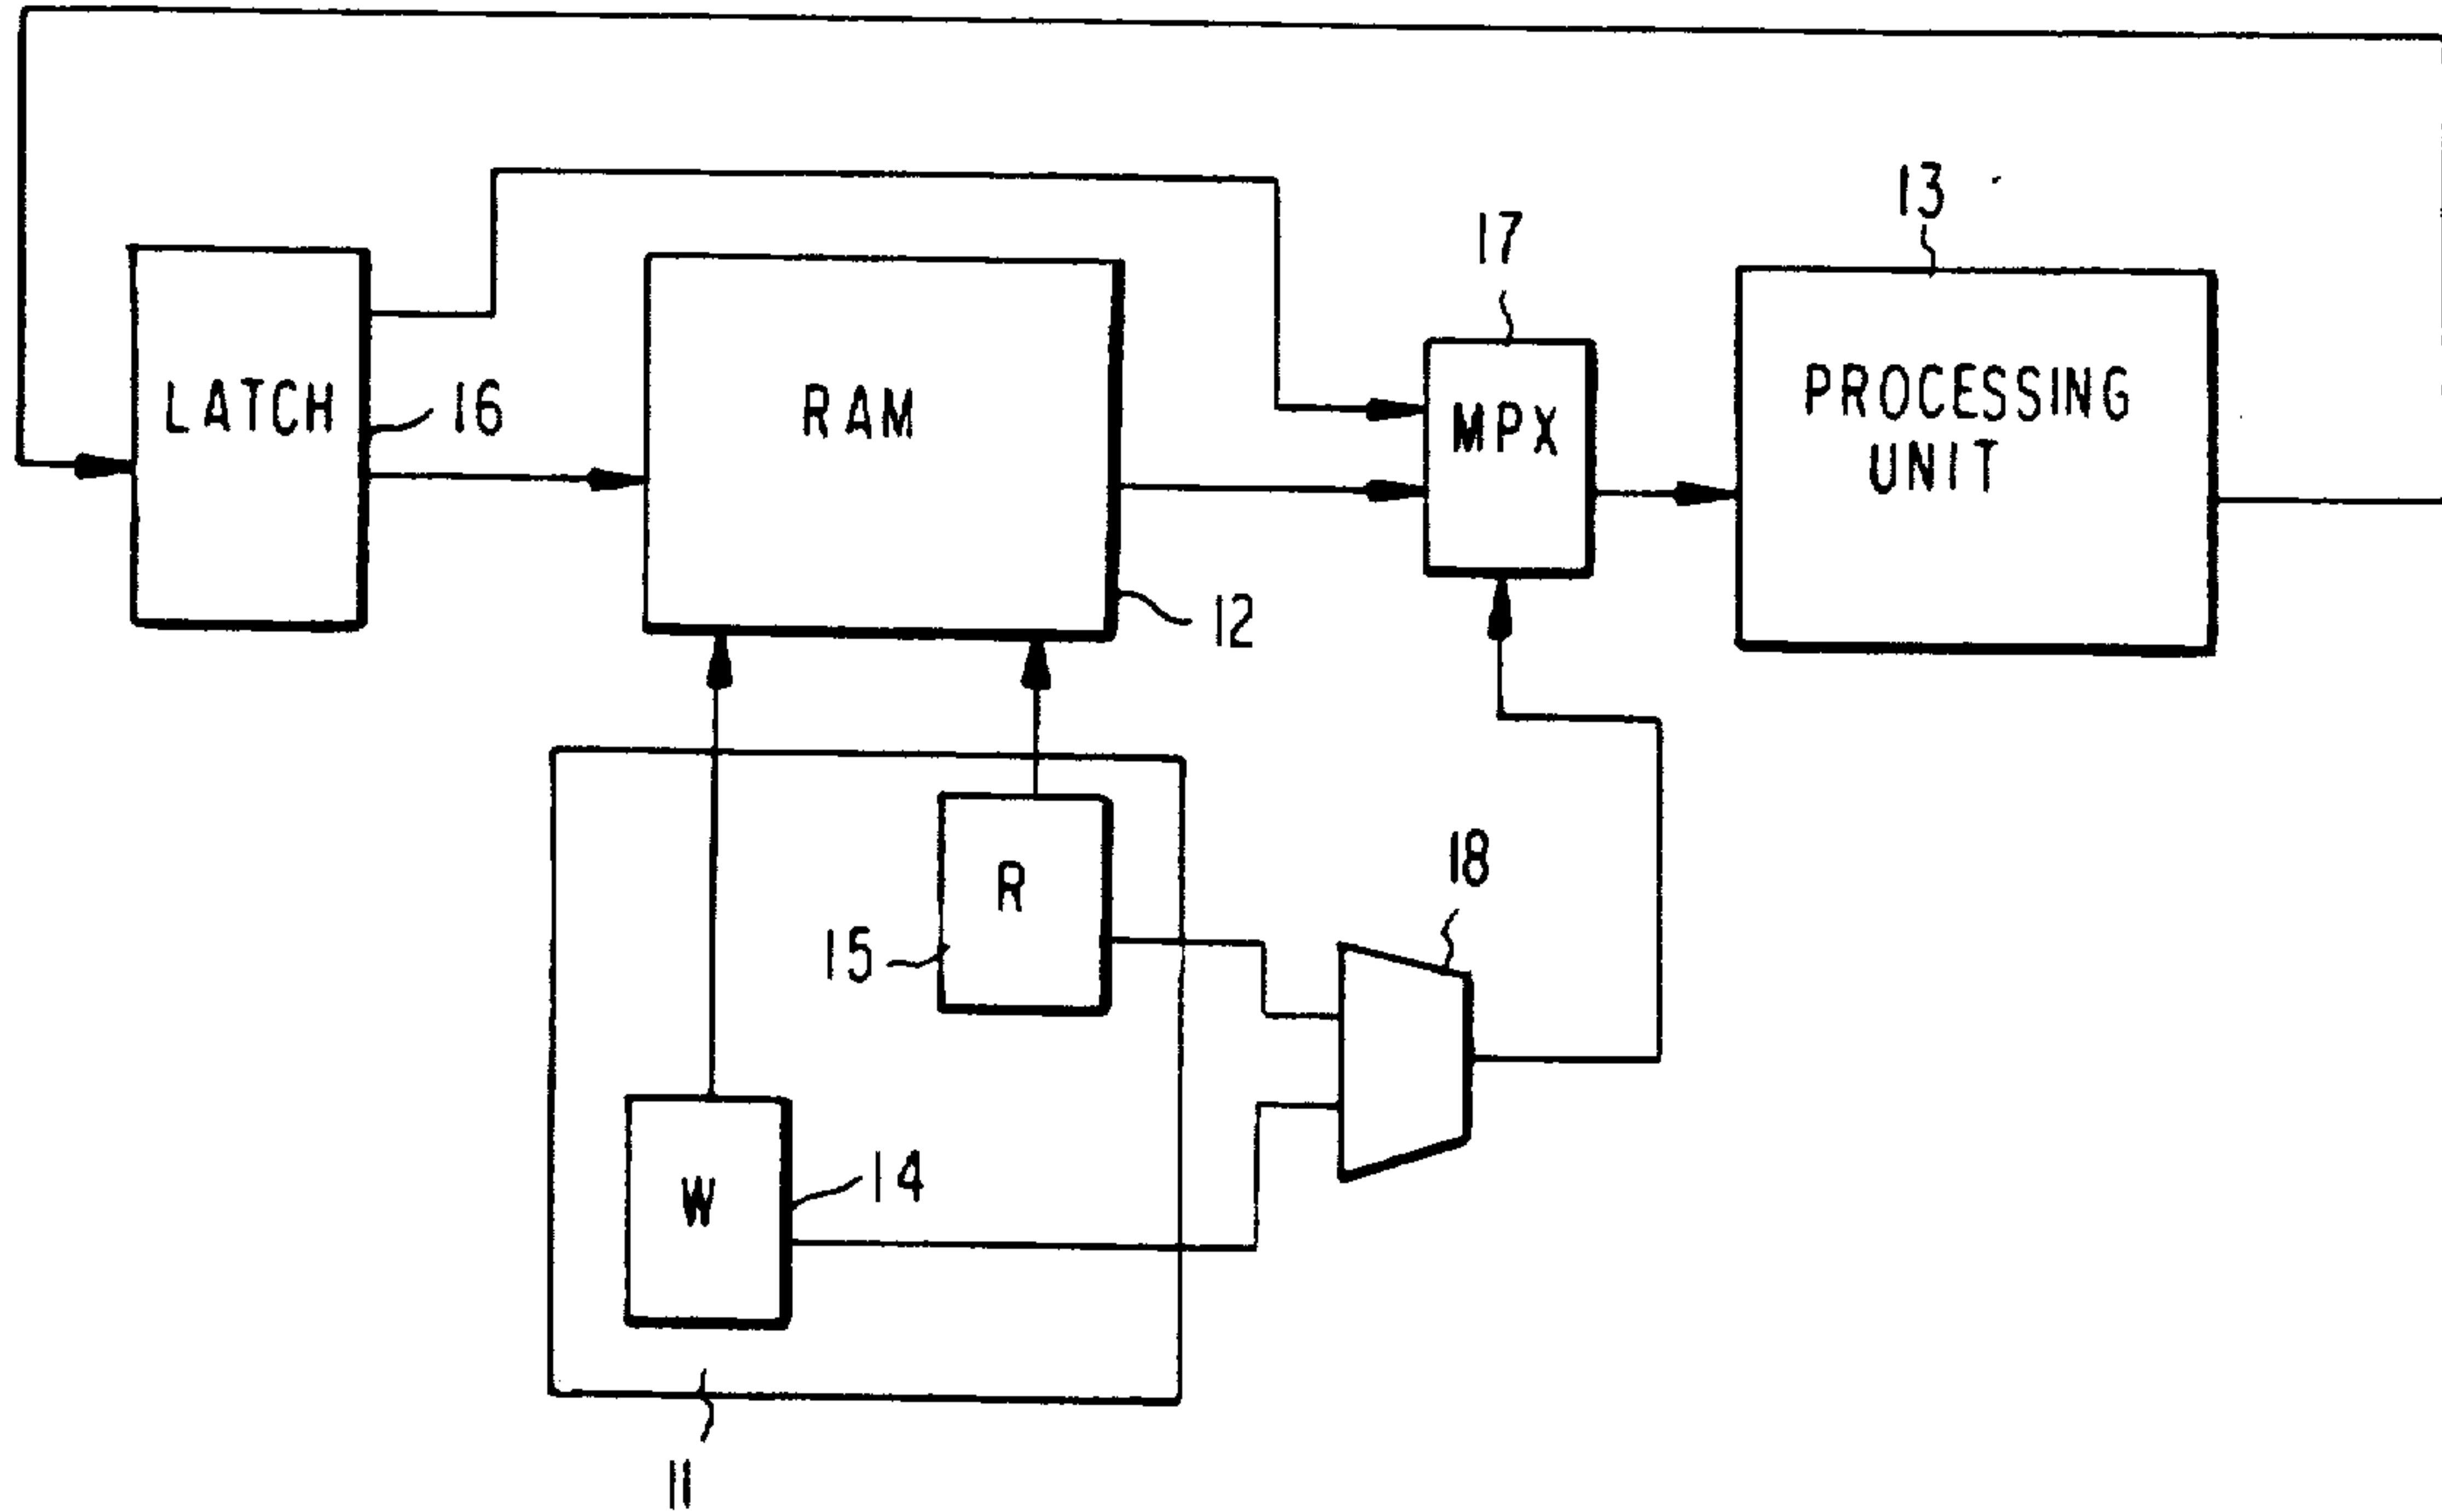 13
17
LATCH
16
RAM
MPX
PROCESSING
UNIT
12
18
R
15
14
W
11